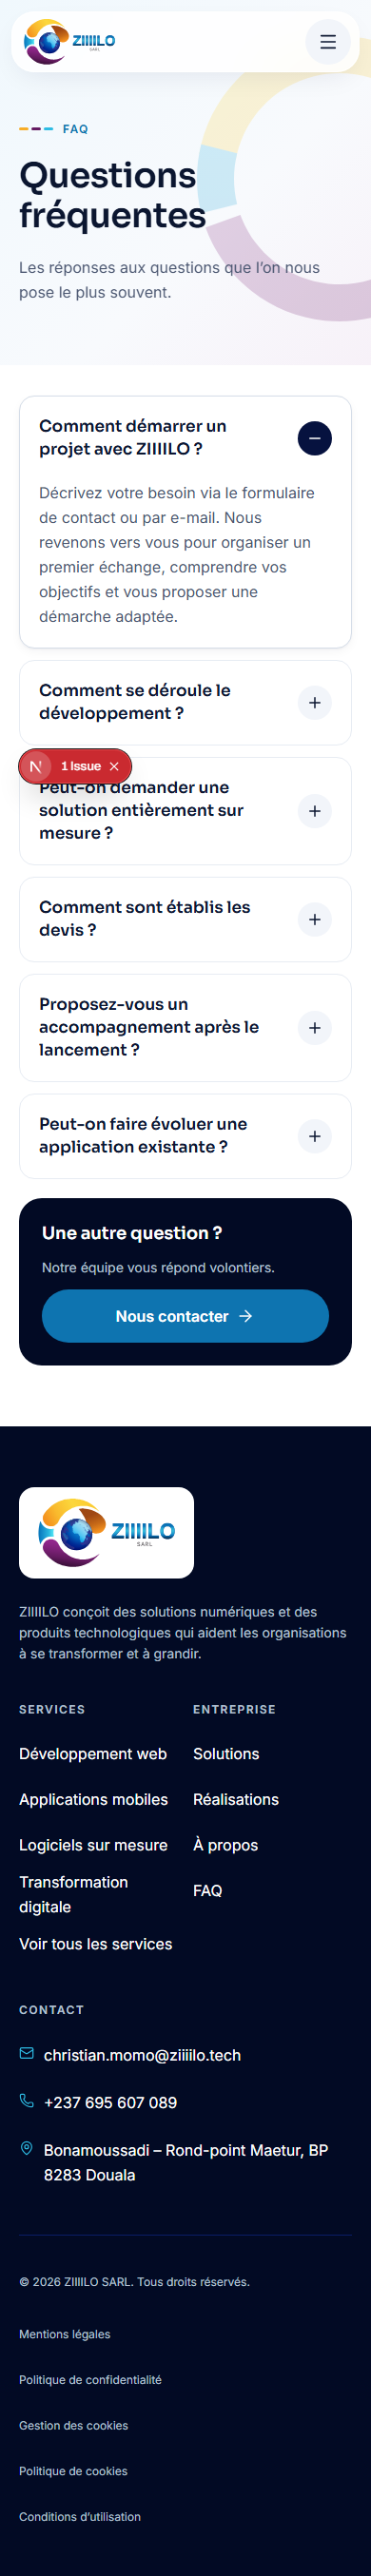 ZIIIILO
SARL
FAQ
Questions
fréquentes
Les réponses aux questions que l’on nous
pose le plus souvent.
Comment démarrer un
projet avec ZIIIILO ?
Décrivez votre besoin via le formulaire
de contact ou par e-mail. Nous
revenons vers vous pour organiser un
premier échange, comprendre vos
objectifs et vous proposer une
démarche adaptée.
Comment se déroule le
développement ?
1 Issue
Peut-on demander une
solution entièrement sur
mesure ?
Comment sont établis les
devis ?
Proposez-vous un
accompagnement après le
lancement ?
Peut-on faire évoluer une
application existante ?
Une autre question ?
Notre équipe vous répond volontiers.
Nous contacter
ZIIIILO
SARL
ZIIIILO conçoit des solutions numériques et des
produits technologiques qui aident les organisations
à se transformer et à grandir.
SERVICES
Développement web
Applications mobiles
Logiciels sur mesure
Transformation
digitale
Voir tous les services
ENTREPRISE
Solutions
Réalisations
À propos
FAQ
CONTACT
christian.momo@ziiiilo.tech
+237 695 607 089
Bonamoussadi – Rond-point Maetur, BP
8283 Douala
© 2026 ZIIIILO SARL. Tous droits réservés.
Mentions légales
Politique de confidentialité
Gestion des cookies
Politique de cookies
Conditions d’utilisation